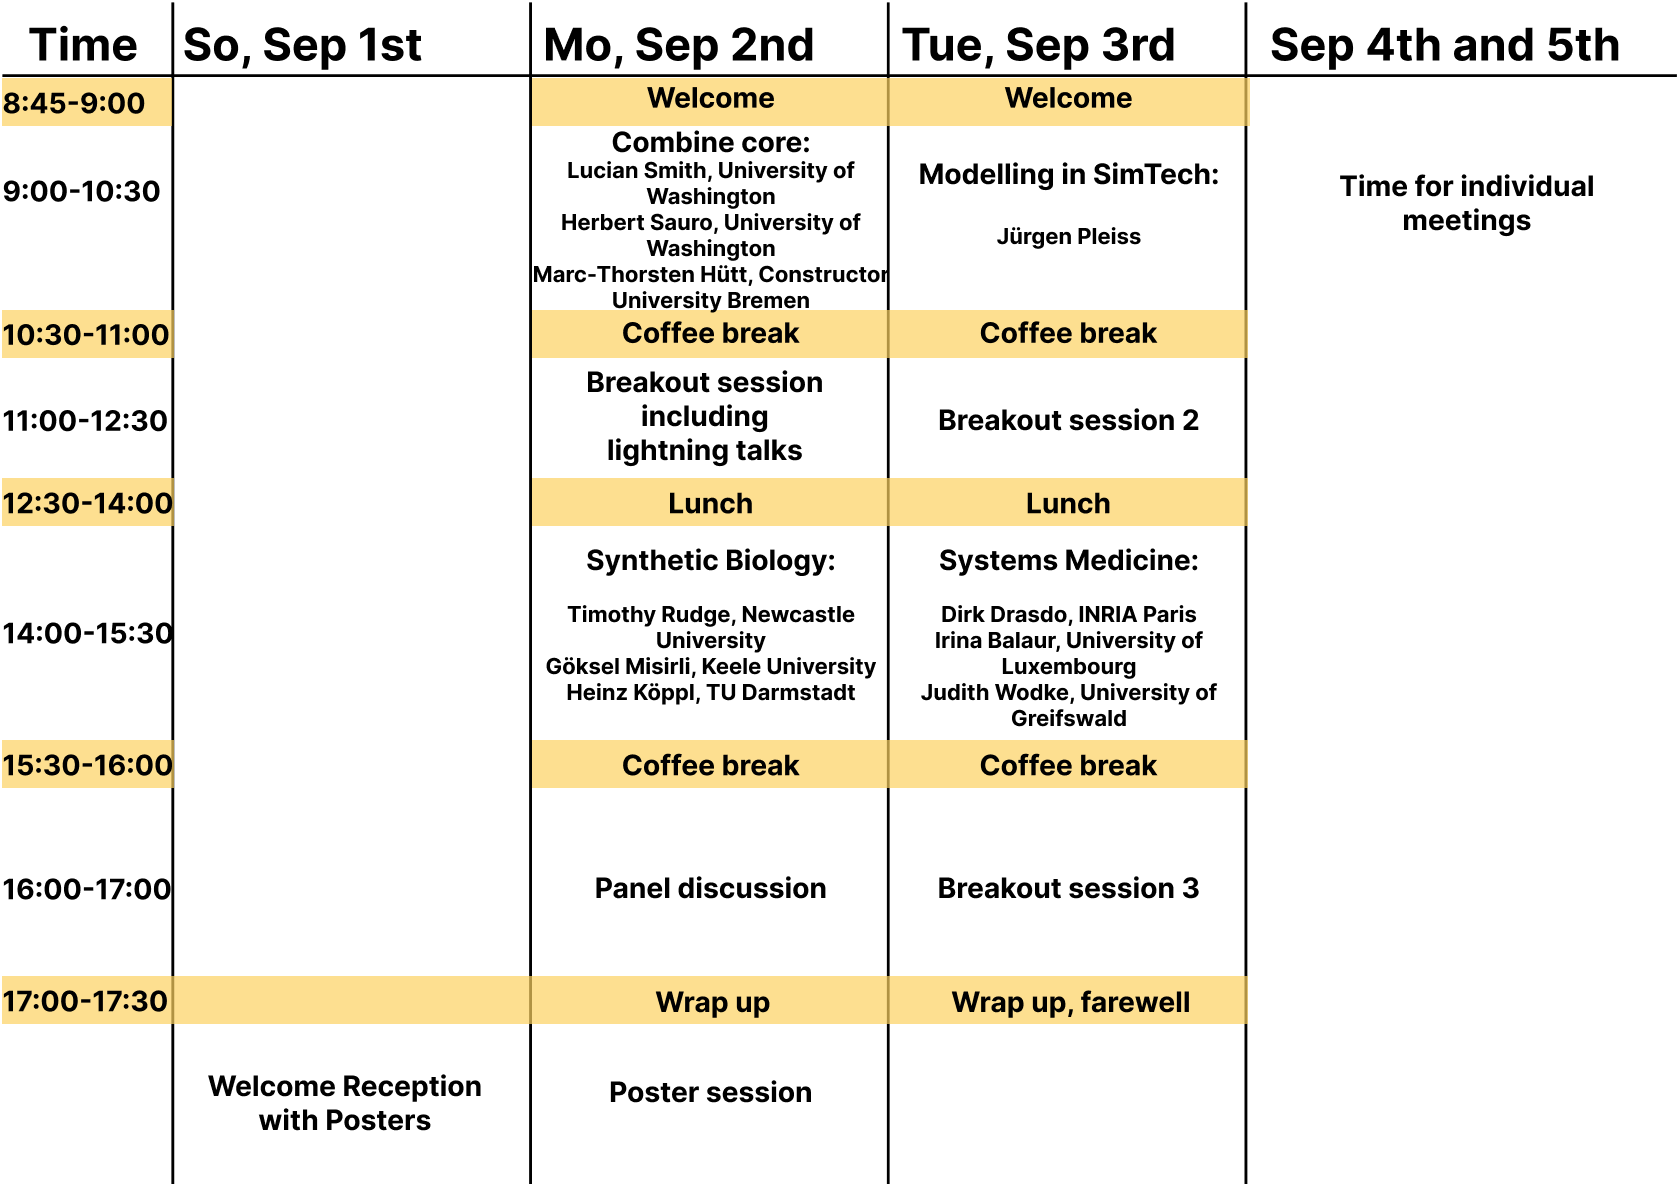 Time So, Sep 1st Mo, Sep 2nd Tue, Sep 3rd Sep 4th and 5th
8:45-9:00 Welcome Welcome
9:00-10:30
Combine core:
Lucian Smith, University of
Washington
Herbert Sauro, University of
Washington
Marc-Thorsten Hütt, Constructor
University Bremen
Modelling in SimTech:
Jürgen Pleiss
Time for individual
meetings
10:30-11:00 Coffee break Coffee break
11:00-12:30
Breakout session
including
lightning talks
Breakout session 2
12:30-14:00 Lunch Lunch
14:00-15:30
Synthetic Biology:
Timothy Rudge, Newcastle
University
Göksel Misirli, Keele University
Heinz Köppl, TU Darmstadt
Systems Medicine:
Dirk Drasdo, INRIA Paris
Irina Balaur, University of
Luxembourg
Judith Wodke, University of
Greifswald
15:30-16:00 Coffee break Coffee break
16:00-17:00 Panel discussion Breakout session 3
17:00-17:30 Wrap up Wrap up, farewell
Welcome Reception
with Posters
Poster session